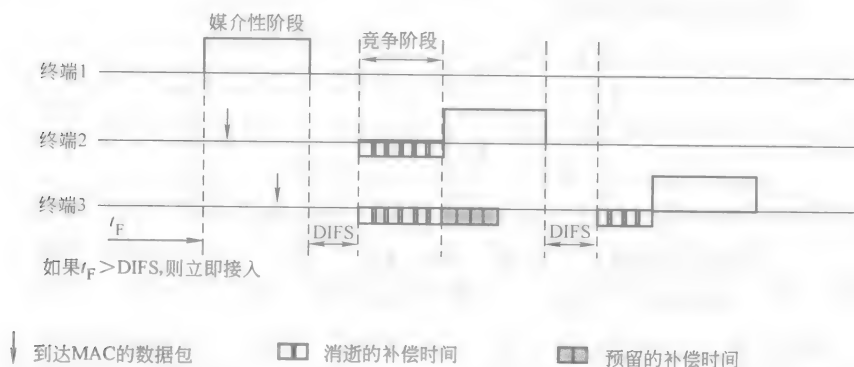 媒介性阶段
竞争阶段
终端1
终端2
终端3
t_F
DIFS
DIFS
如果t_F>DIFS,则立即接入
到达MAC的数据包
消逝的补偿时间
预留的补偿时间